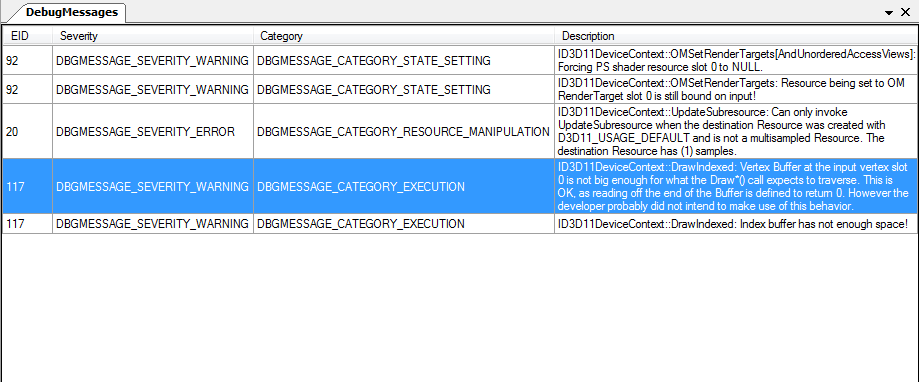 DebugMessages
EID Severity Category Description
92 DBGMESSAGE_SEVERITY_WARNING DBGMESSAGE_CATEGORY_STATE_SETTING ID3D11DeviceContext::OMSetRenderTargets[AndUnorderedAccessViews]:
Forcing PS shader resource slot 0 to NULL.
92 DBGMESSAGE_SEVERITY_WARNING DBGMESSAGE_CATEGORY_STATE_SETTING ID3D11DeviceContext::OMSetRenderTargets: Resource being set to OM
RenderTarget slot 0 is still bound on input!
20 DBGMESSAGE_SEVERITY_ERROR DBGMESSAGE_CATEGORY_RESOURCE_MANIPULATION ID3D11DeviceContext::UpdateSubresource: Can only invoke
UpdateSubresource when the destination Resource was created with
D3D11_USAGE_DEFAULT and is not a multisampled Resource. The
destination Resource has (1) samples.
117 DBGMESSAGE_SEVERITY_WARNING DBGMESSAGE_CATEGORY_EXECUTION ID3D11DeviceContext::DrawIndexed: Vertex Buffer at the input vertex slot
0 is not big enough for what the Draw*() call expects to traverse. This is
OK, as reading off the end of the Buffer is defined to return 0. However the
developer probably did not intend to make use of this behavior.
117 DBGMESSAGE_SEVERITY_WARNING DBGMESSAGE_CATEGORY_EXECUTION ID3D11DeviceContext::DrawIndexed: Index buffer has not enough space!